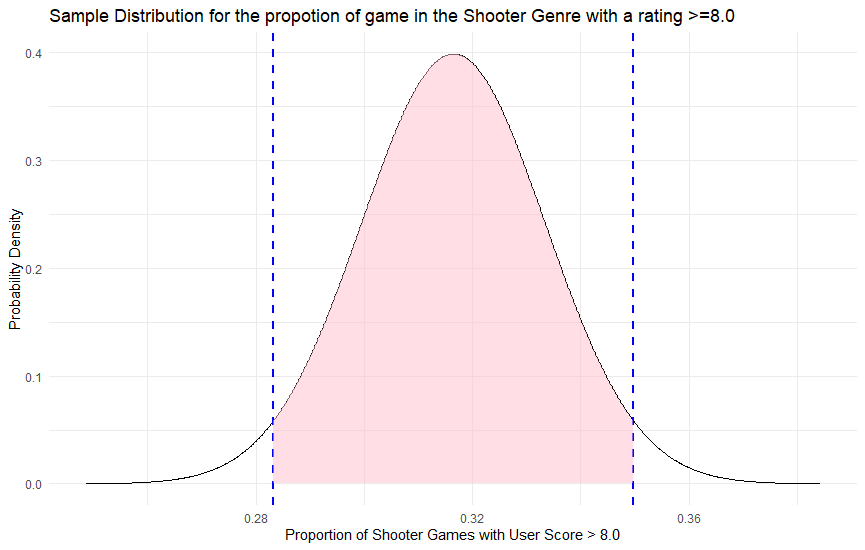 Sample Distribution for the propotion of game in the Shooter Genre with a rating >=8.0
Probability Density
0.4
0.3
0.2
0.1
0.0
0.28
0.32
0.36
Proportion of Shooter Games with User Score > 8.0